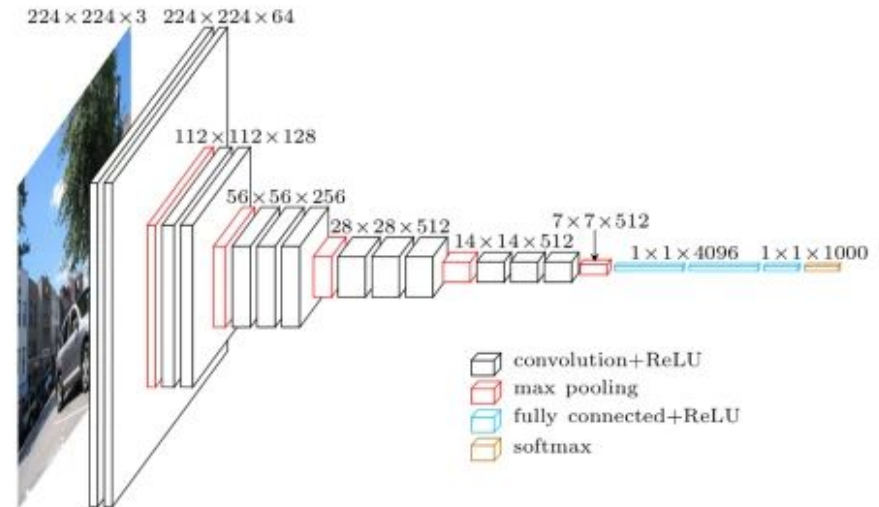 224×224×3
224×224×64
112×112×128
56×56×256
28×28×512
14×14×512
7×7×512
1×1×4096
1×1×1000
convolution+ReLU
max pooling
fully connected+ReLU
softmax